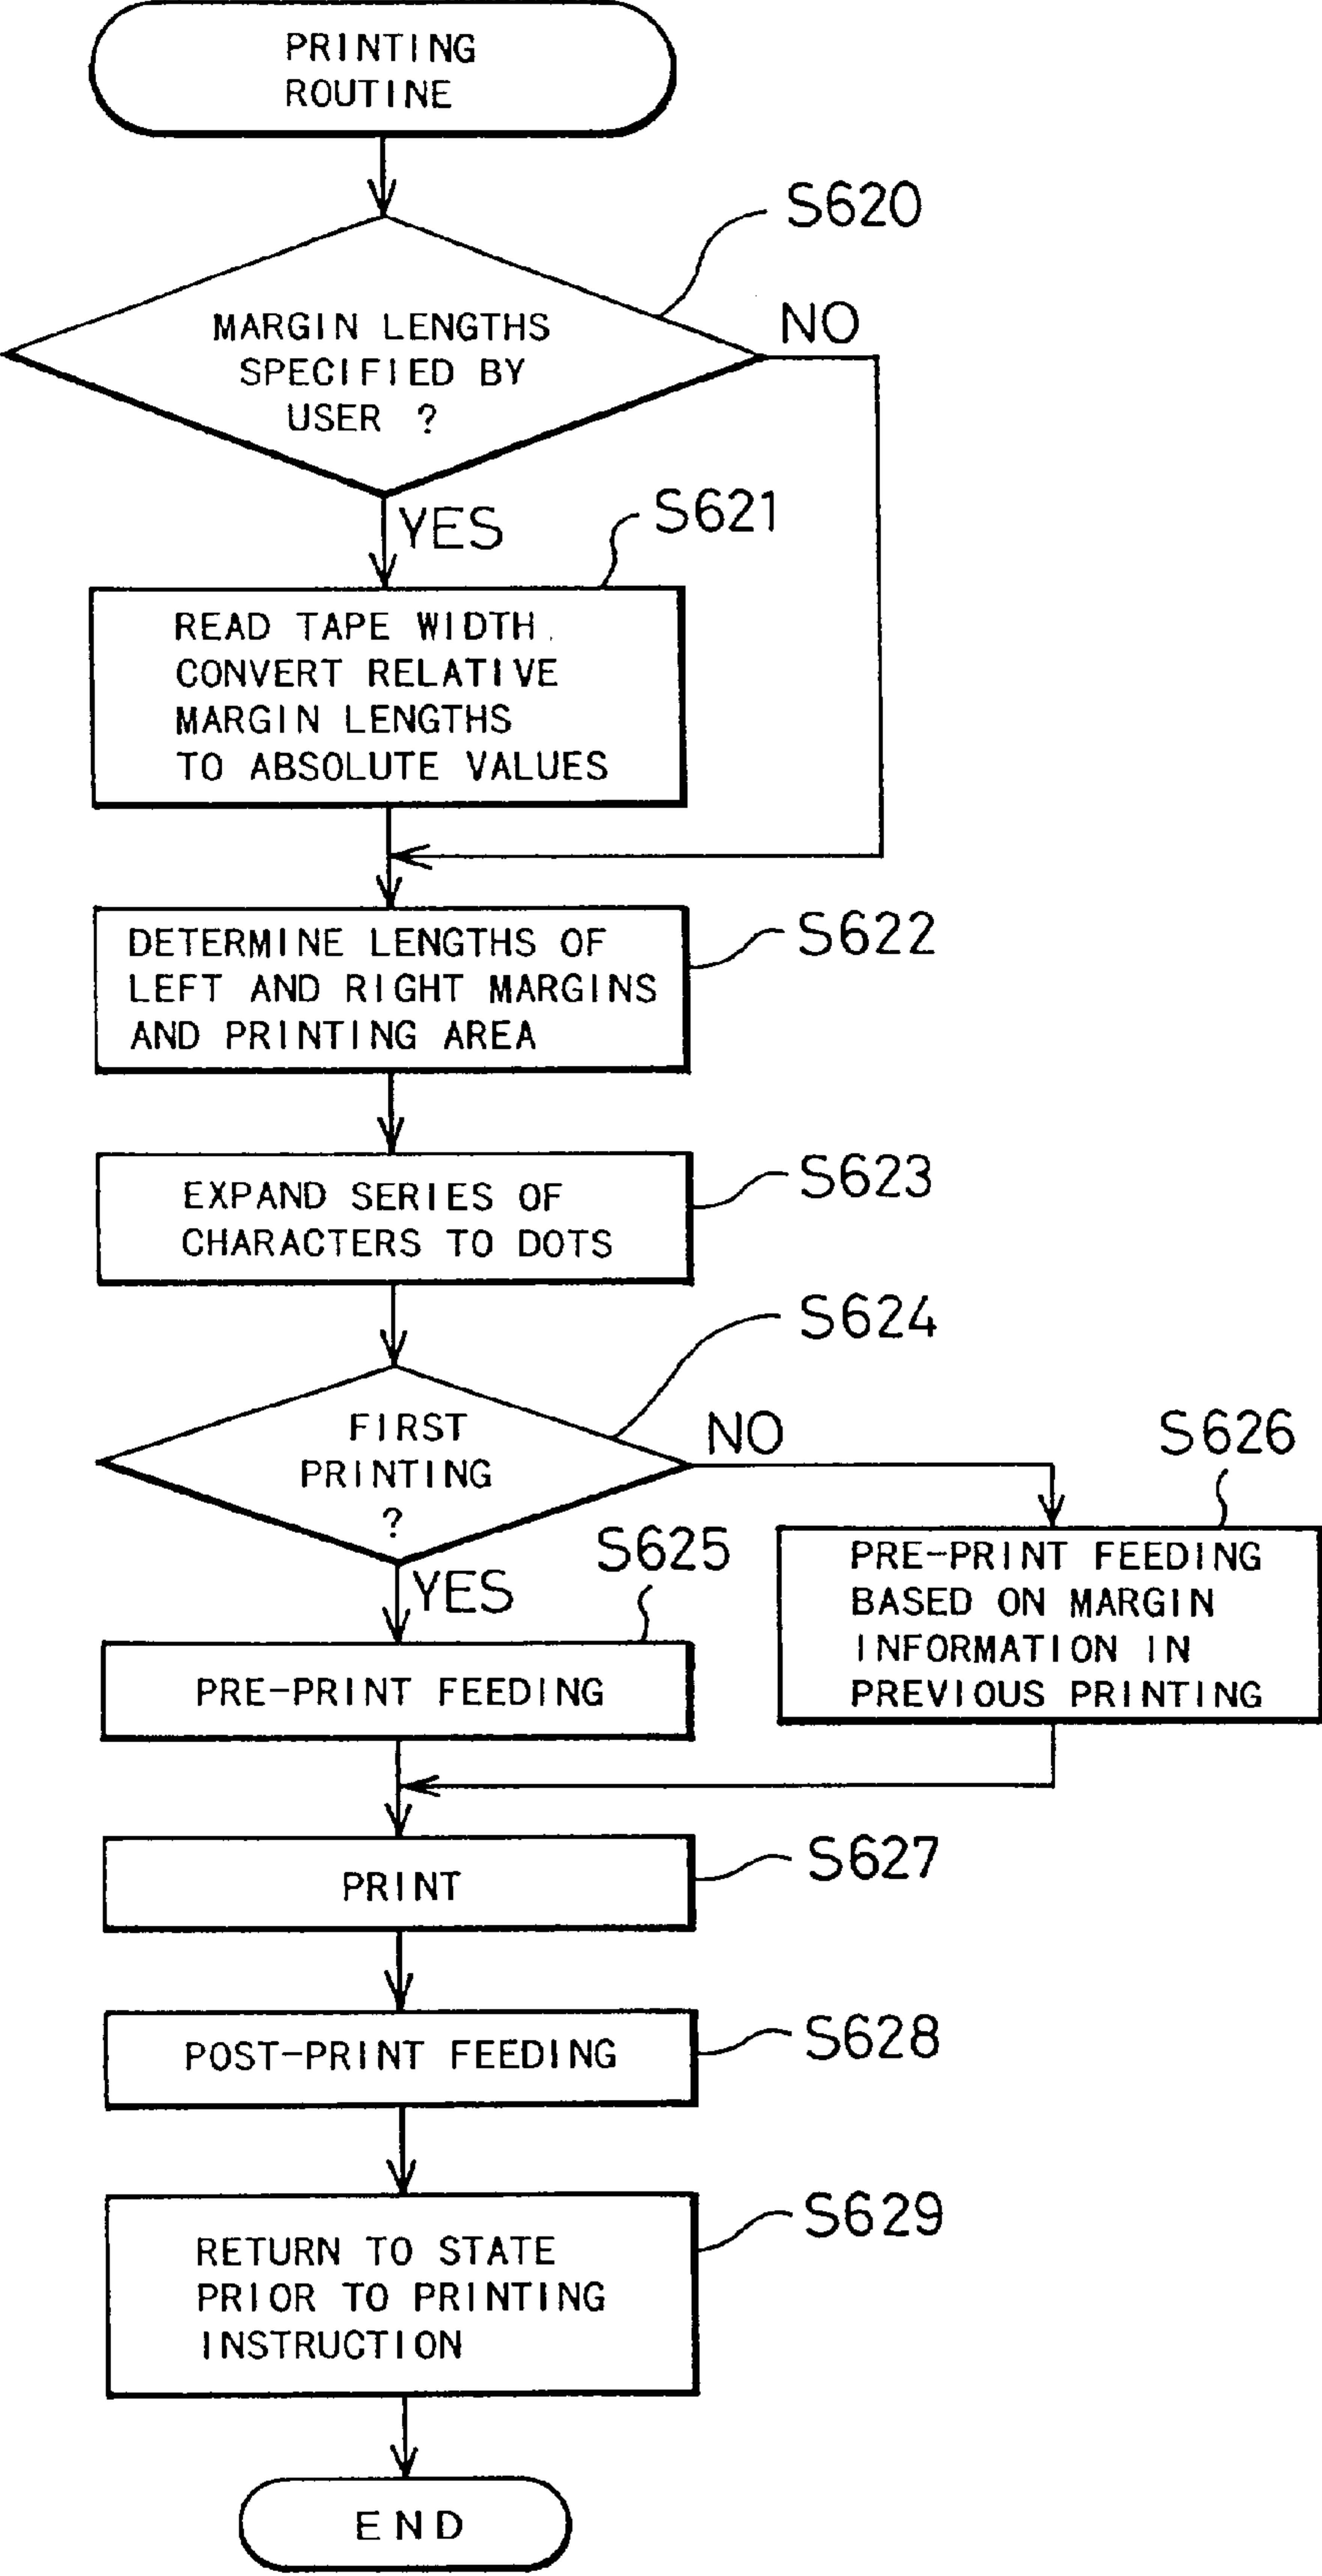 PRINTING
ROUTINE
S620
MARGIN LENGTHS
SPECIFIED BY
USER ?
NO
YES
S621
READ TAPE WIDTH
CONVERT RELATIVE
MARGIN LENGTHS
TO ABSOLUTE VALUES
S622
DETERMINE LENGTHS OF
LEFT AND RIGHT MARGINS
AND PRINTING AREA
S623
EXPAND SERIES OF
CHARACTERS TO DOTS
S624
FIRST
PRINTING
?
NO
YES
S625
PRE-PRINT FEEDING
S626
PRE-PRINT FEEDING
BASED ON MARGIN
INFORMATION IN
PREVIOUS PRINTING
S627
PRINT
S628
POST-PRINT FEEDING
S629
RETURN TO STATE
PRIOR TO PRINTING
INSTRUCTION
END